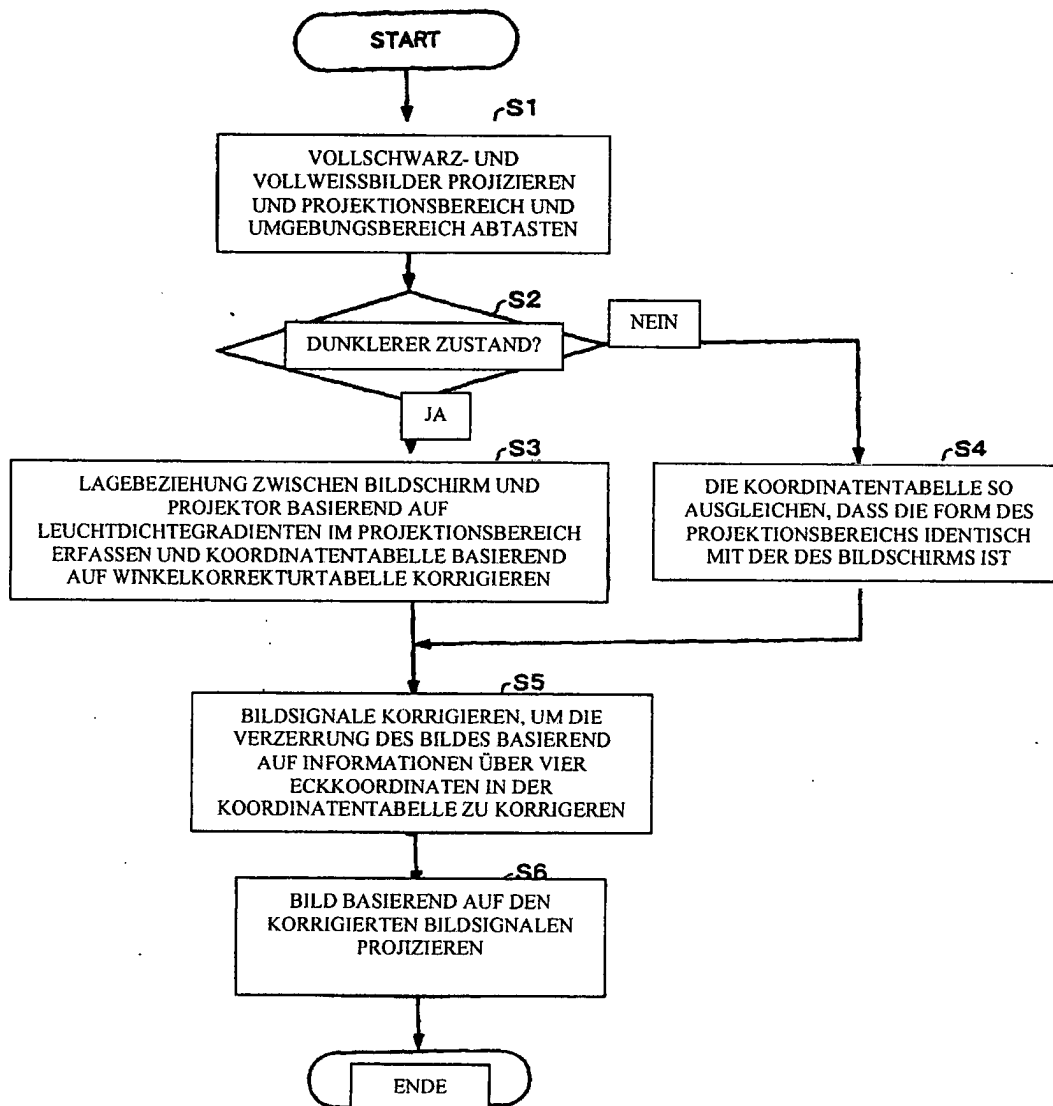 START
S1
VOLLSCHWARZ- UND
VOLLWEISSBILDER PROJIZIEREN
UND PROJEKTIONSBEREICH UND
UMGEBUNGSBEREICH ABTASTEN
S2
DUNKLERER ZUSTAND?
NEIN
JA
S3
LAGEBEZIEHUNG ZWISCHEN BILDSCHIRM UND
PROJEKTOR BASIEREND AUF
LEUCHTDICHTEGRADIENTEN IM PROJEKTIONSBEREICH
ERFASSEN UND KOORDINATENTABELLE BASIEREND
AUF WINKELKORREKTURTABELLE KORRIGIEREN
S4
DIE KOORDINATENTABELLE SO
AUSGLEICHEN, DASS DIE FORM DES
PROJEKTIONSBEREICHS IDENTISCH
MIT DER DES BILDSCHIRMS IST
S5
BILDSIGNALE KORRIGIEREN, UM DIE
VERZERRUNG DES BILDES BASIEREND
AUF INFORMATIONEN ÜBER VIER
ECKKOORDINATEN IN DER
KOORDINATENTABELLE ZU KORRIGEREN
S6
BILD BASIEREND AUF DEN
KORRIGIERTEN BILDSIGNALEN
PROJIZIEREN
ENDE